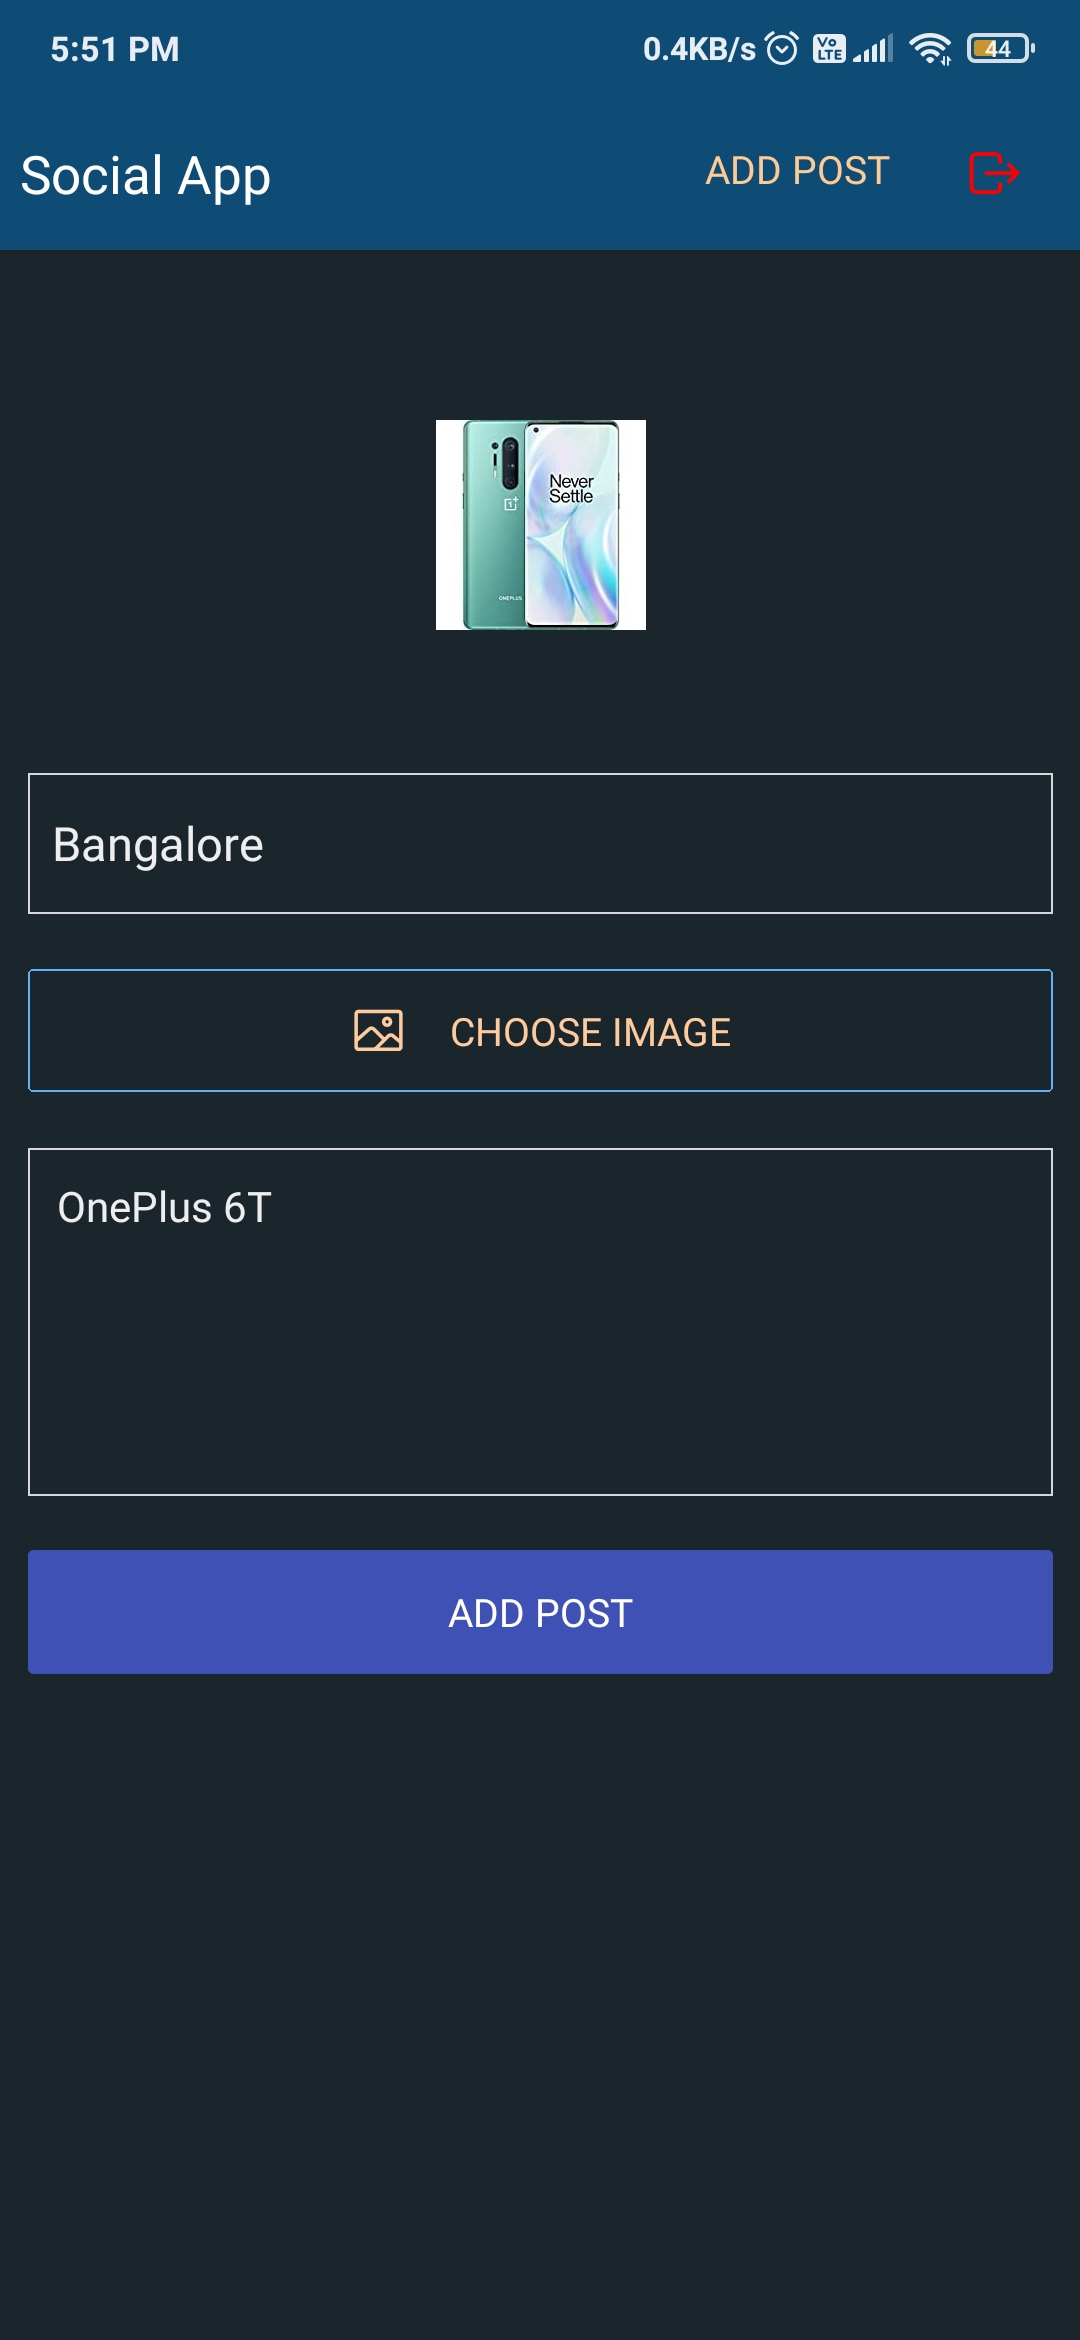 5:51 PM
0.4KB/s
Vo LTE
44
Social App
ADD POST
Never
Settle
ONEPLUS
Bangalore
CHOOSE IMAGE
OnePlus 6T
ADD POST